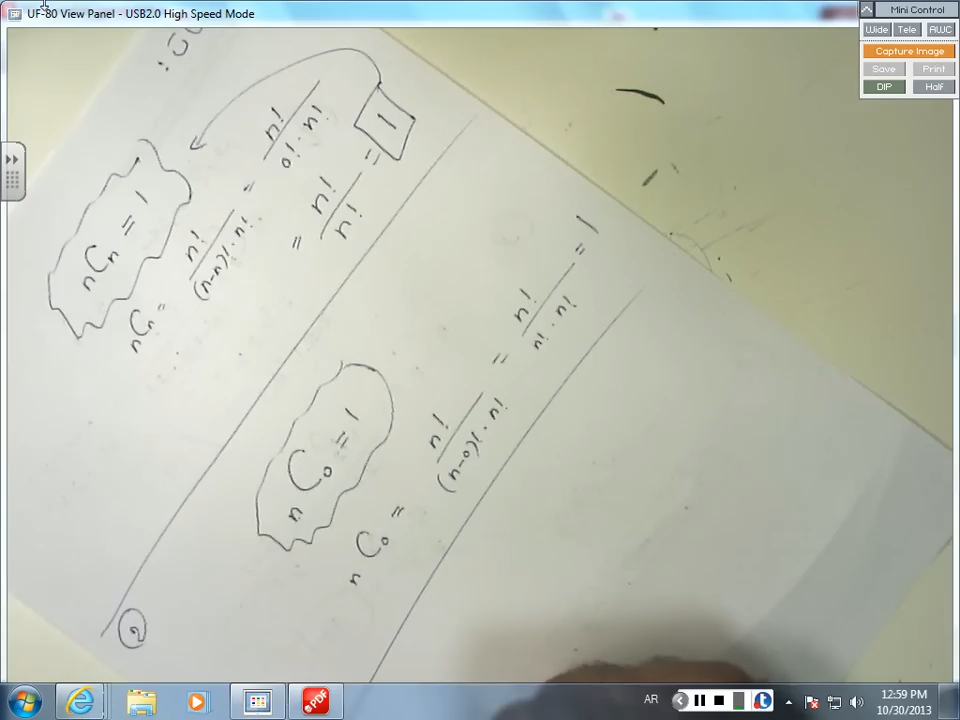 UF-80 View Panel - USB2.0 High Speed Mode
Mini Control
Wide Tele AWC
Capture Image
Save Print
DIP Half
nCn = 1
nCn = n! / (n-n)! · n!
= n! / 0! · n!
= n! / n!
= 1
②
nC0 = 1
nC0 = n! / (n-0)! · n!
= n! / n! · n!
= 1
AR
12:59 PM
10/30/2013
PDF